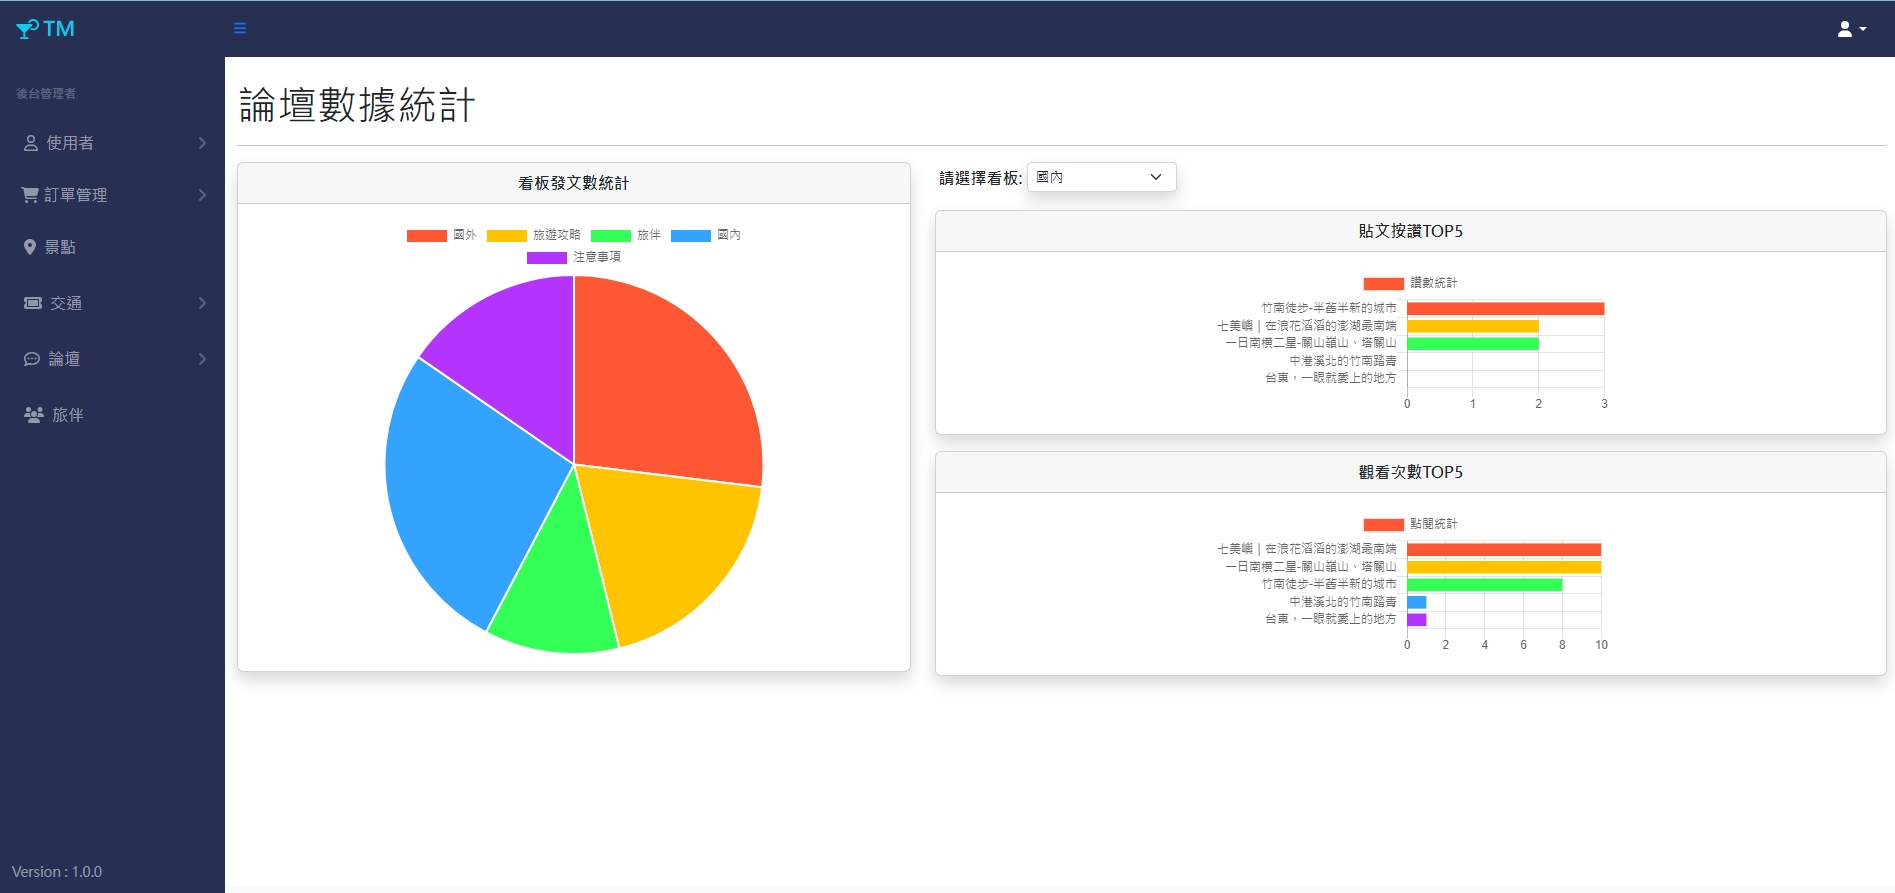 TM
後台管理者
使用者
訂單管理
景點
交通
論壇
旅伴
Version : 1.0.0
論壇數據統計
看板發文數統計
國外 旅遊攻略 旅伴 國內
注意事項
請選擇看板: 國內
貼文按讚TOP5
讚數統計
竹南徒步-半舊半新的城市
七美嶼｜在浪花滔滔的澎湖最南端
一日南橫二星-關山嶺山、塔關山
中港溪北的竹南踏青
台東，一眼就愛上的地方
0 1 2 3
觀看次數TOP5
點閱統計
七美嶼｜在浪花滔滔的澎湖最南端
一日南橫二星-關山嶺山、塔關山
竹南徒步-半舊半新的城市
中港溪北的竹南踏青
台東，一眼就愛上的地方
0 2 4 6 8 10